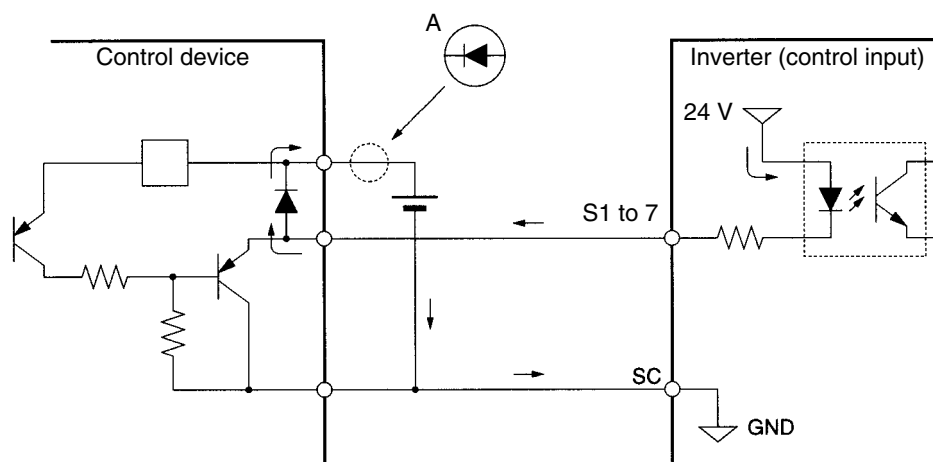 A
Control device
Inverter (control input)
24 V
S1 to 7
SC
GND